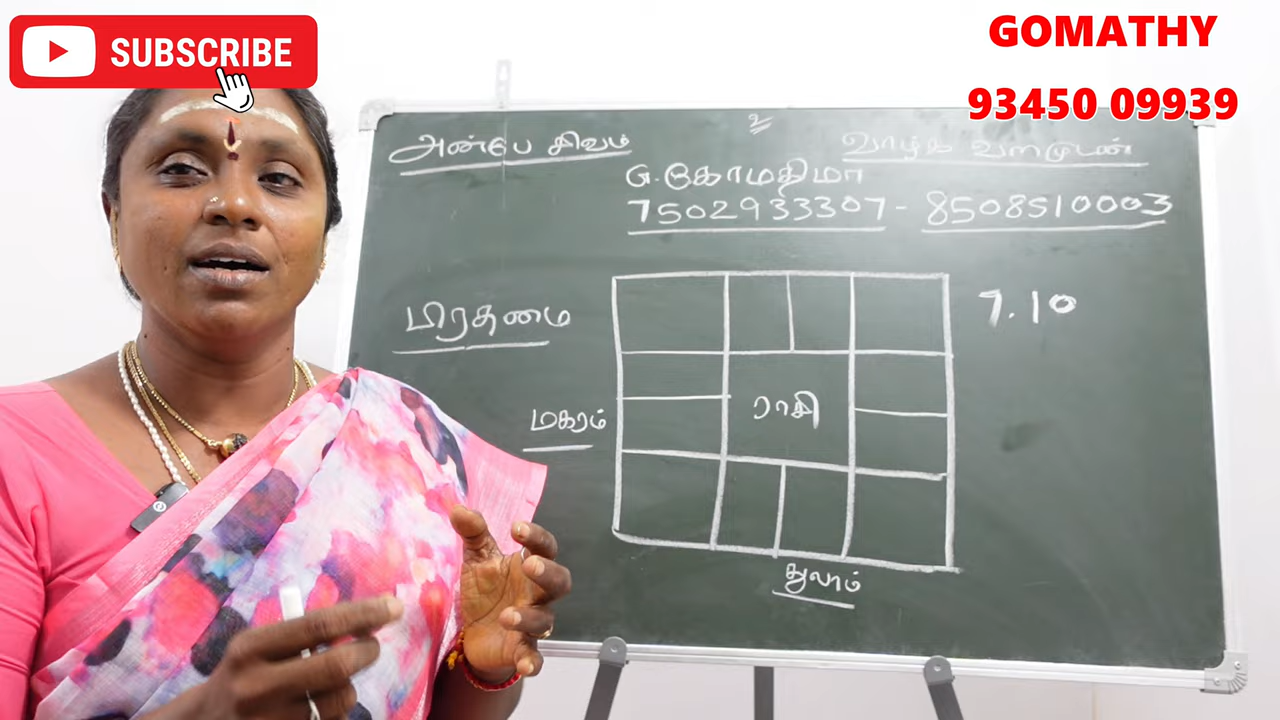 SUBSCRIBE
GOMATHY
93450 09939
உ
அன்பே சிவம்
வாழ்க வளமுடன்
G.கோமதிமா
7502933307 - 8508510003
பிரதமை
7.10
மகரம்
ராசி
துலாம்